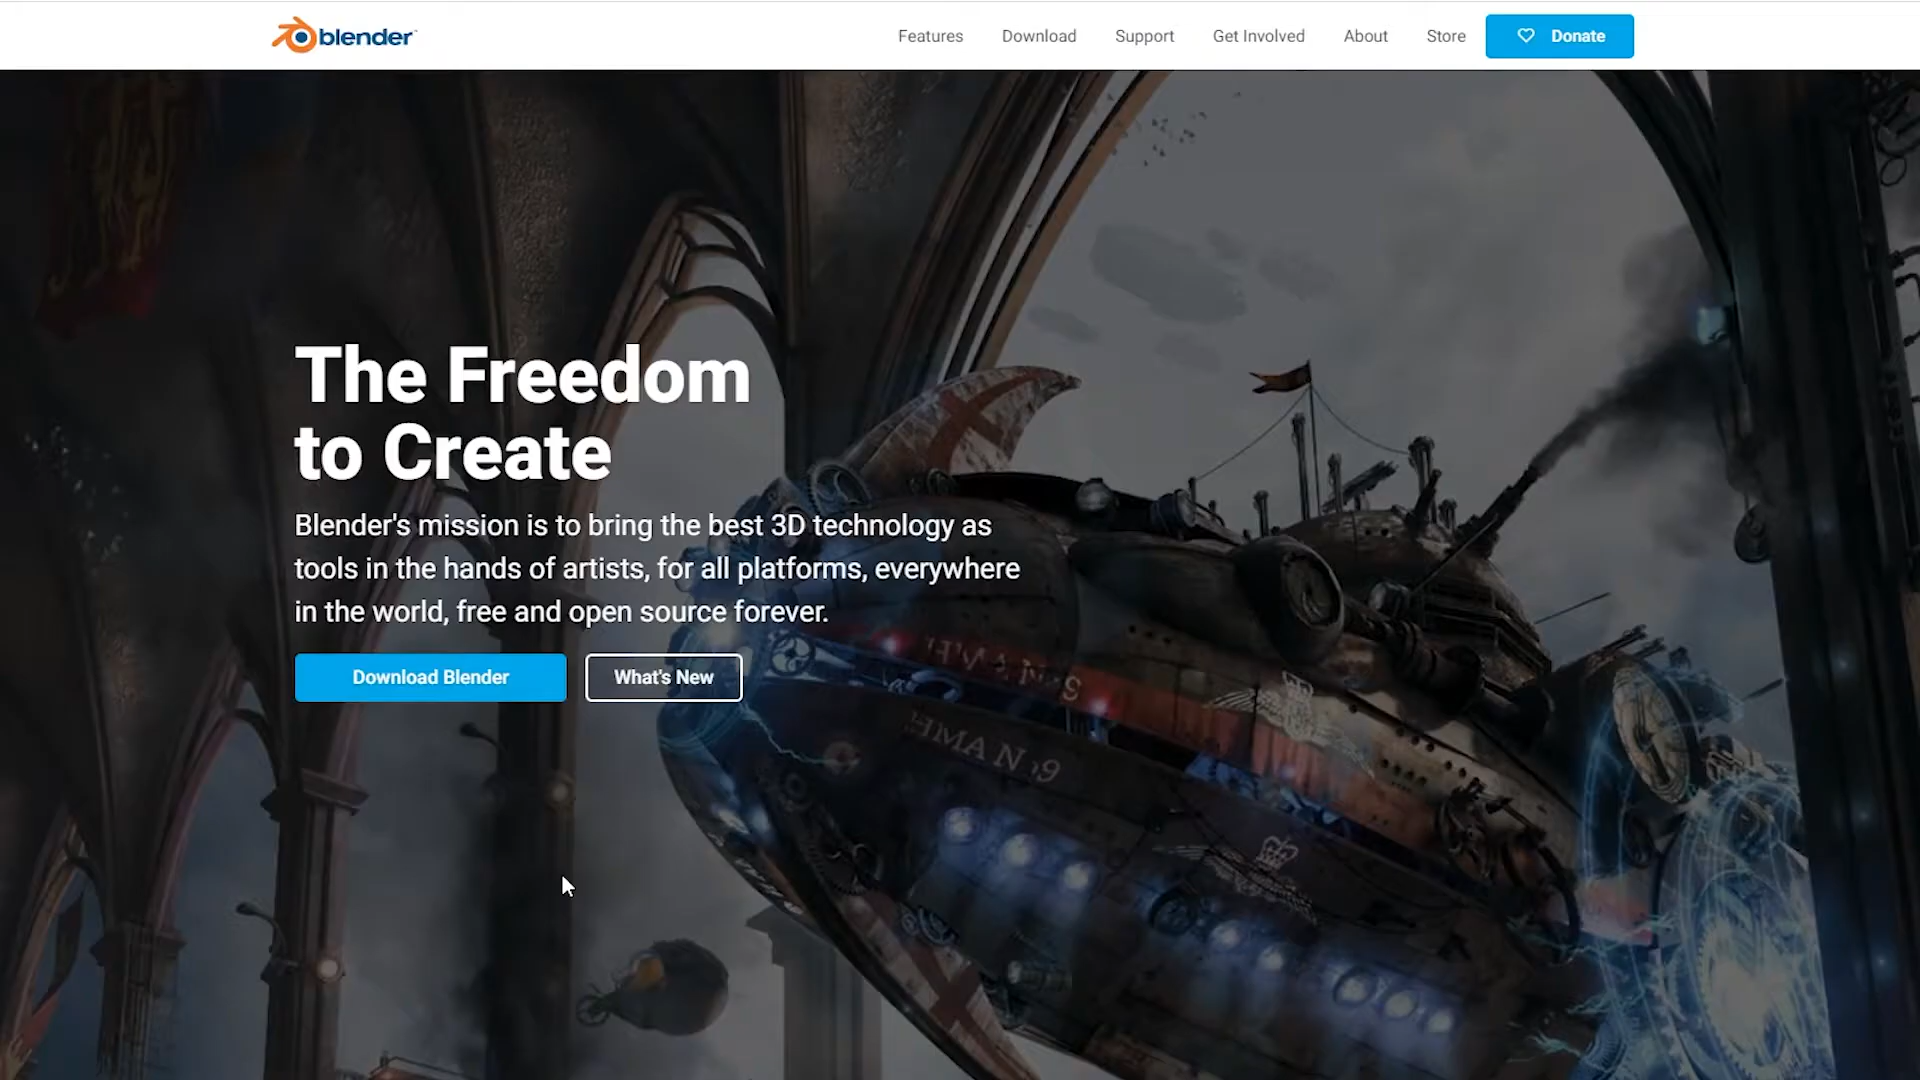 blender
Features
Download
Support
Get Involved
About
Store
Donate
The Freedom
to Create
Blender's mission is to bring the best 3D technology as
tools in the hands of artists, for all platforms, everywhere
in the world, free and open source forever.
Download Blender
What's New